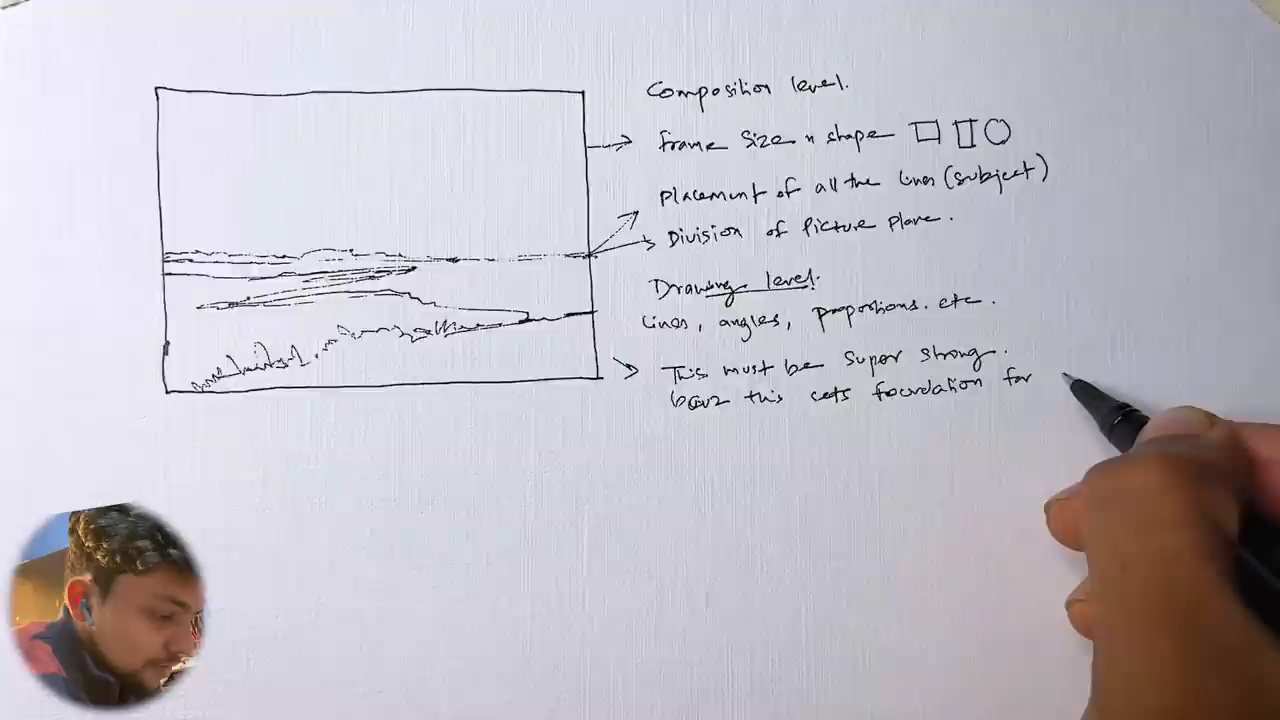 Composition level.
frame size n shape
Placement of all the lines (subject)
Division of Picture plane.
Drawing level.
Lines, angles, proportions. etc.
This must be super strong.
this sets foundation for